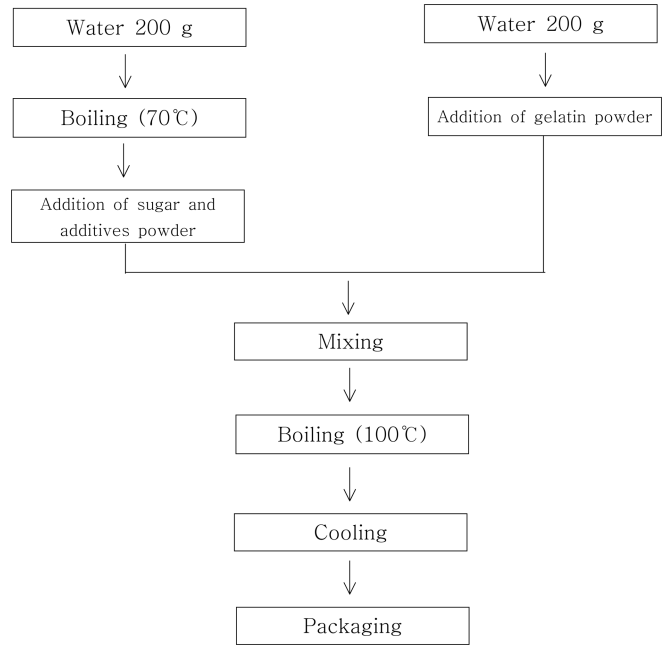 Water 200 g
Water 200 g
Boiling (70℃)
Addition of gelatin powder
Addition of sugar and
additives powder
Mixing
Boiling (100℃)
Cooling
Packaging